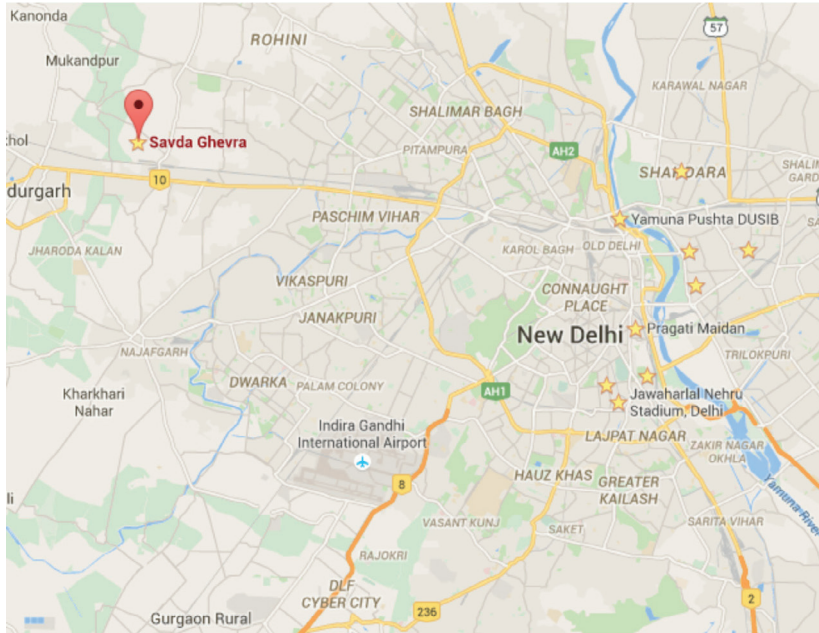 Kanonda
ROHINI
57
Mukandpur
KARAWAL NAGAR
SHALIMAR BAGH
Savda Ghevra
PITAMPURA
AH2
SHAHDARA
10
durgarh
PASCHIM VIHAR
Yamuna Pushta DUSIB
JHARODA KALAN
KAROL BAGH
OLD DELHI
VIKASPURI
CONNAUGHT
PLACE
JANAKPURI
New Delhi
Pragati Maidan
NAJAFGARH
TRILOKPURI
DWARKA
PALAM COLONY
AH1
Kharkhari
Nahar
Jawaharlal Nehru
Stadium, Delhi
Indira Gandhi
International Airport
LAJPAT NAGAR
ZAKIR NAGAR
OKHLA
HAUZ KHAS
GREATER
KAILASH
8
Yamuna River
VASANT KUNJ
SAKET
SARITA VIHAR
RAJOKRI
DLF
CYBER CITY
236
2
Gurgaon Rural